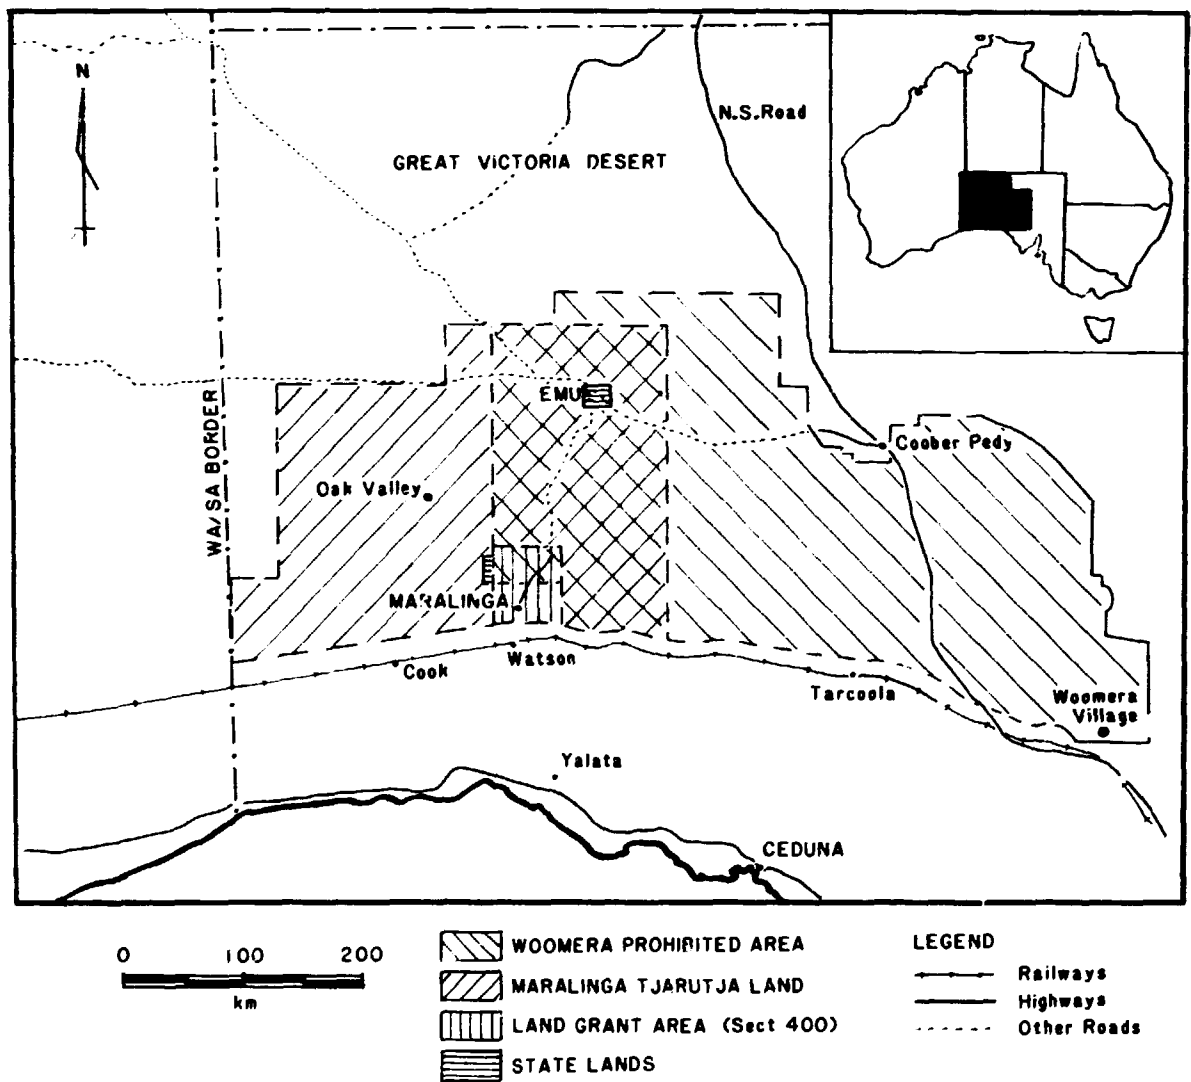 N
N.S.Road
GREAT VICTORIA DESERT
EMU
WA/SA BORDER
Coober Pedy
Oak Valley
MARALINGA
Watson
Cook
Tarcoola
Woomera
Village
Yalata
CEDUNA
0 100 200
km
WOOMERA PROHIBITED AREA
MARALINGA TJARUTJA LAND
LAND GRANT AREA (Sect 400)
STATE LANDS
LEGEND
Railways
Highways
Other Roads